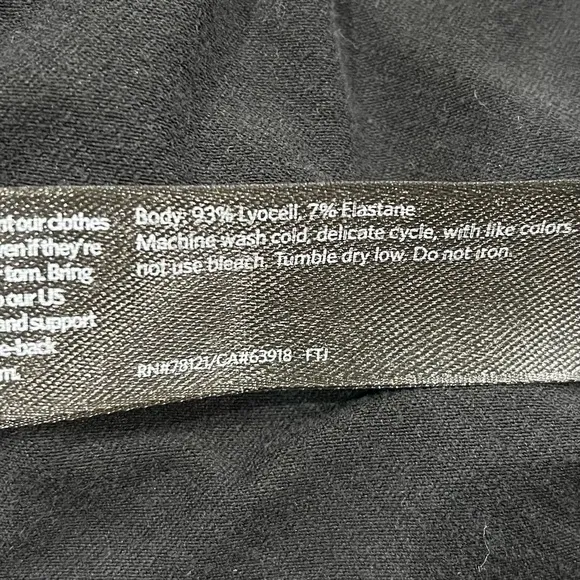 nt our clothes
ren if they're
torn. Bring
o our US
and support
e-back
m.
Body: 93% Lyocell, 7% Elastane
Machine wash cold, delicate cycle, with like colors.
not use bleach. Tumble dry low. Do not iron.
RN#78121/CA#63918 FTJ